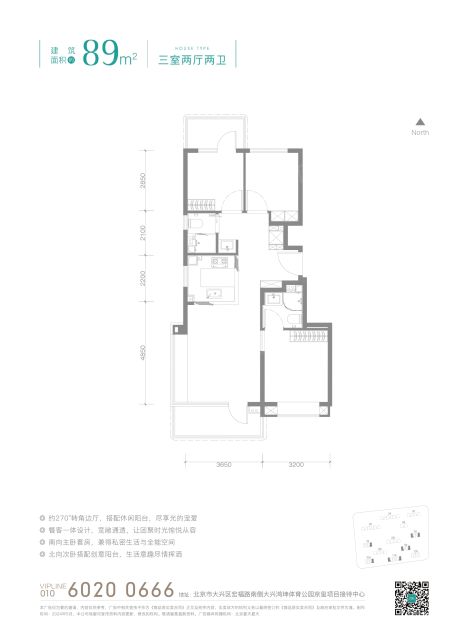 建 筑
面积 约
89m²
HOUSE TYPE
三室两厅两卫
North
2850
2100
2200
4850
3650
3200
约270°转角边厅，搭配休闲阳台，尽享光的宠爱
餐客一体设计，宽敞通透，让团聚时光愉悦从容
南向主卧套房，兼得私密生活与全能空间
北向次卧搭配创意阳台，生活意趣尽情挥洒
VIPLINE
010
6020 0666
地址
北京市大兴区宏福路南侧大兴鸿坤体育公园京皇项目接待中心